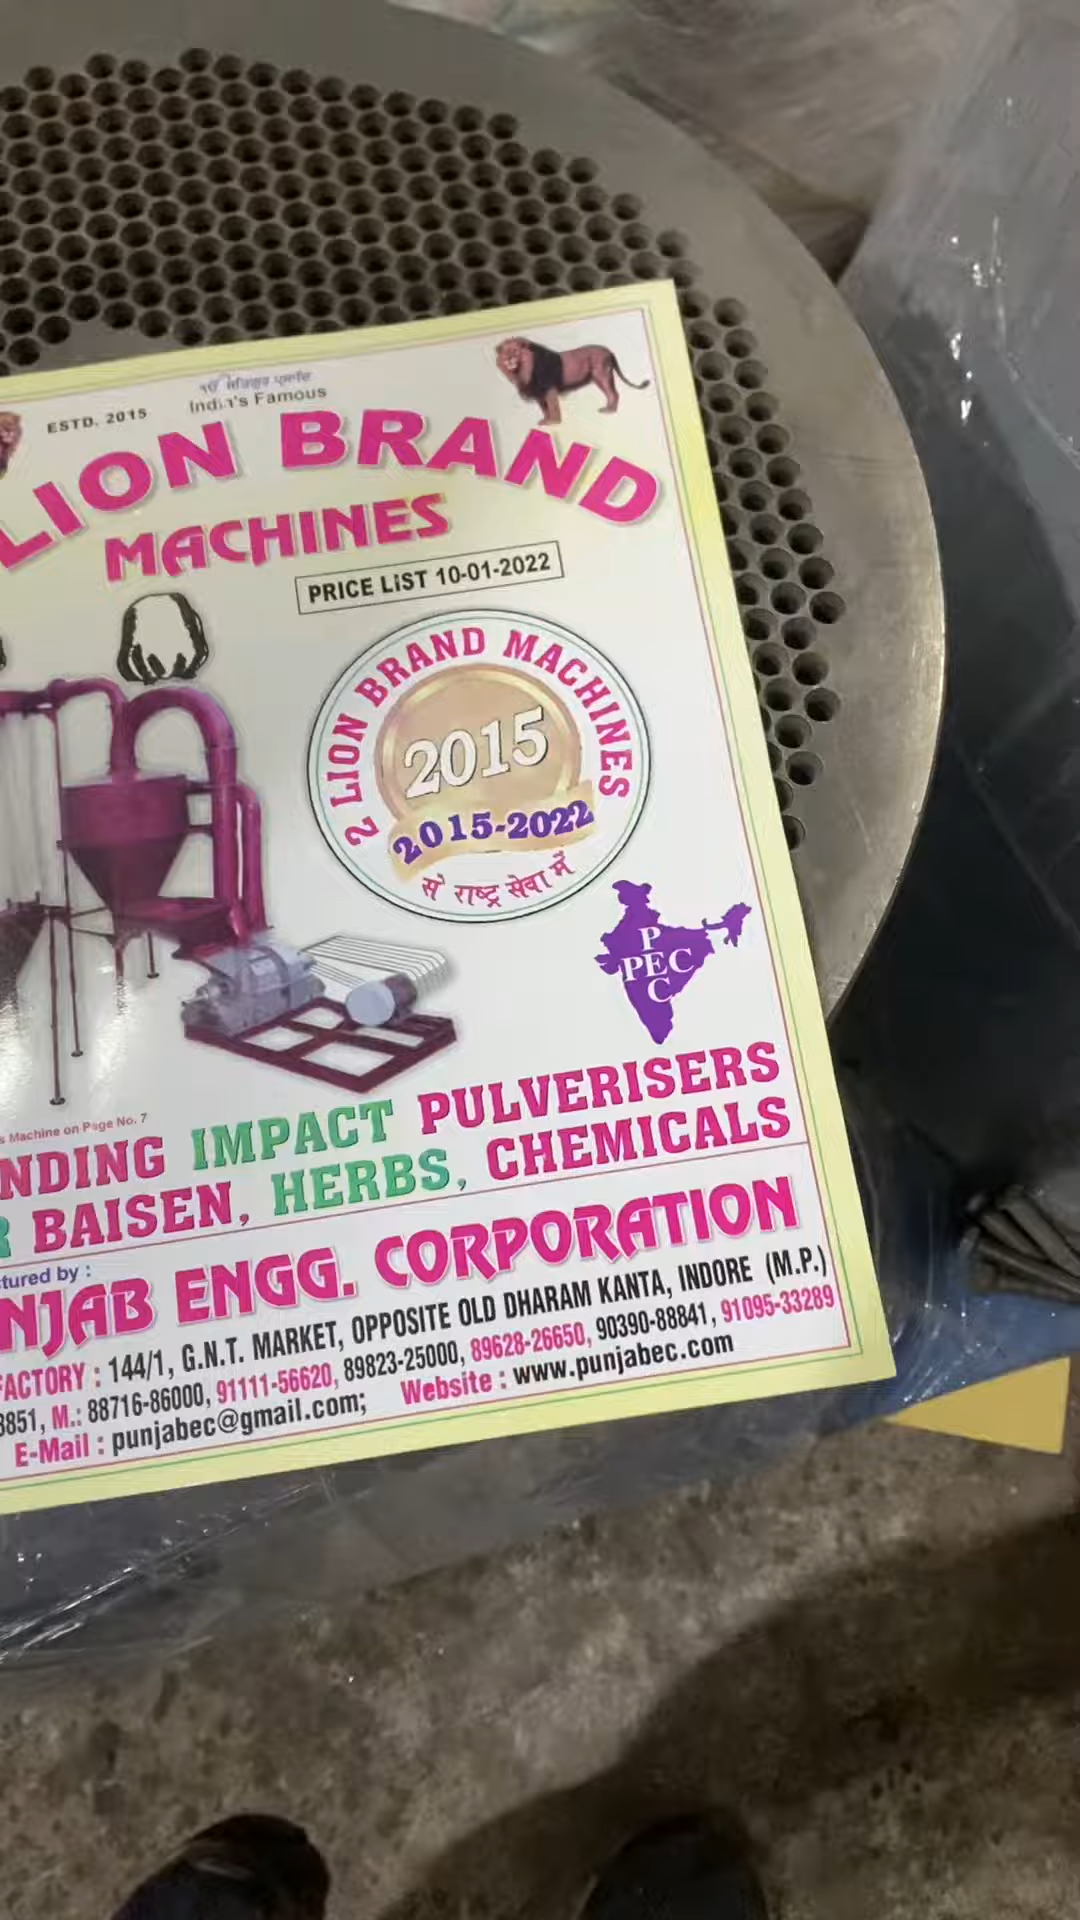 ੴ ਸਤਿਗੁਰ ਪ੍ਰਸਾਦਿ
India's Famous
ESTD. 2015
LION BRAND
MACHINES
PRICE LiST 10-01-2022
2 LION BRAND MACHINES
2015
2015-2022
से राष्ट्र सेवा में
P
PEC
C
s Machine on Page No. 7
NDING IMPACT PULVERISERS
R BAISEN, HERBS, CHEMICALS
ctured by :
NJAB ENGG. CORPORATION
FACTORY : 144/1, G.N.T. MARKET, OPPOSITE OLD DHARAM KANTA, INDORE (M.P.)
8851, M.: 88716-86000, 91111-56620, 89823-25000, 89628-26650, 90390-88841, 91095-33289
E-Mail : punjabec@gmail.com; Website : www.punjabec.com